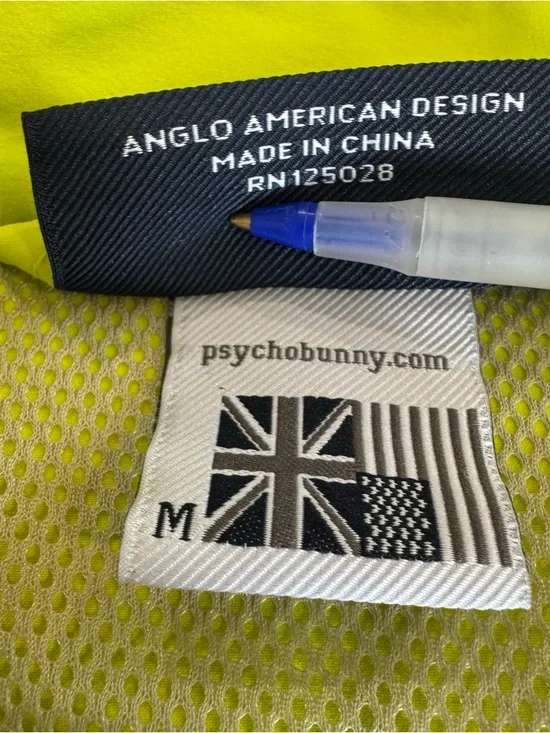 ANGLO AMERICAN DESIGN
MADE IN CHINA
RN125028
psychobunny.com
M